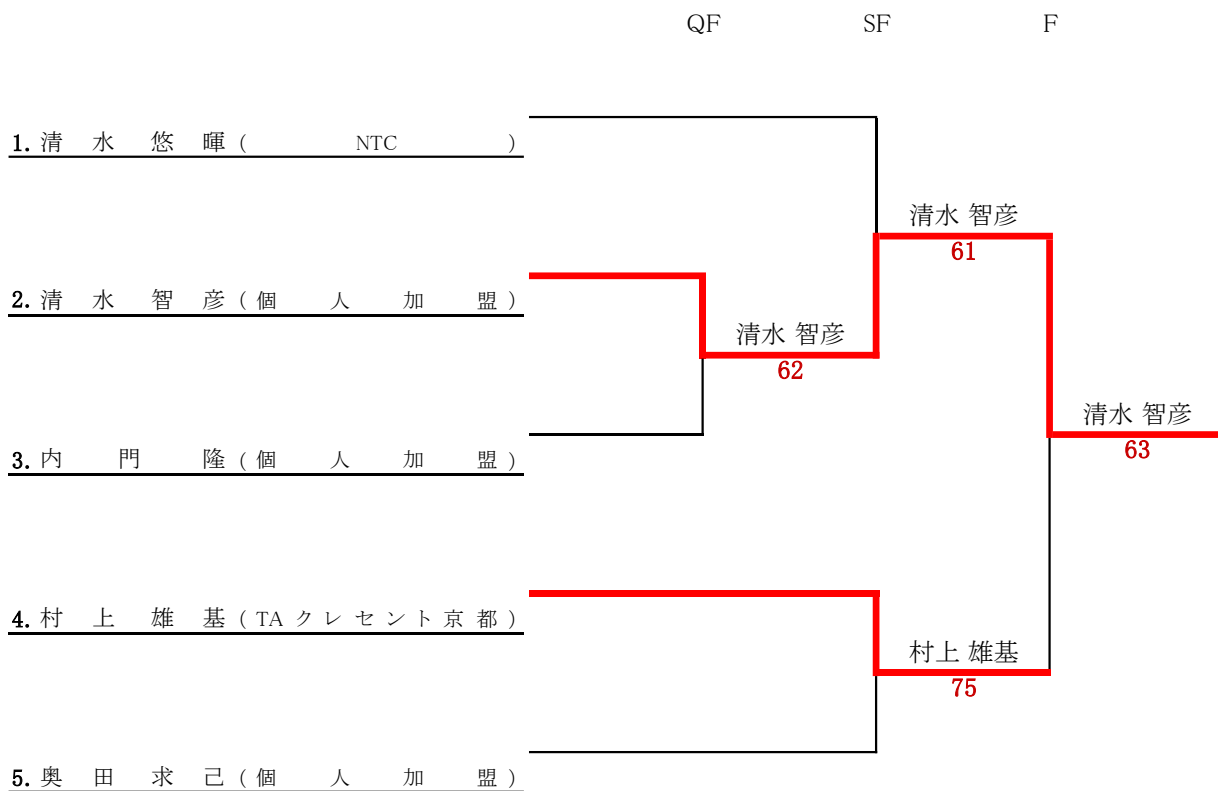 QF SF F
1. 清水 悠暉 ( NTC )
清水 智彦
61
2. 清水 智彦 ( 個人加盟 )
清水 智彦
62
清水 智彦
63
3. 内門 隆 ( 個人加盟 )
4. 村上 雄基 ( TAクレセント京都 )
村上 雄基
75
5. 奥田 求己 ( 個人加盟 )